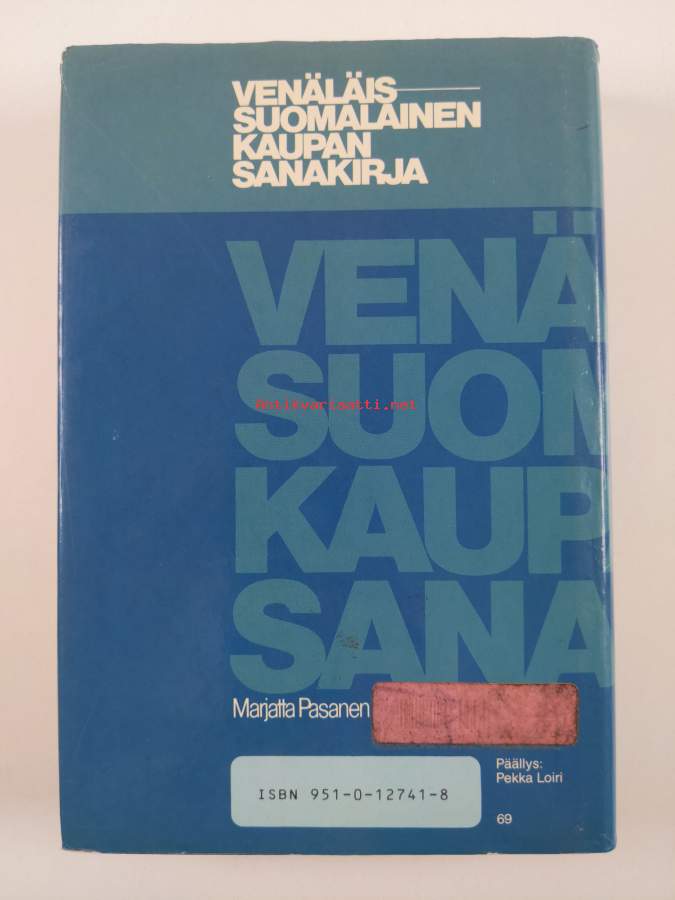 VENÄLÄIS
SUOMALAINEN
KAUPAN
SANAKIRJA
VENÄ
SUOM
KAUP
SANA
Antikvariaatti.net
Marjatta Pasanen
Päällys:
Pekka Loiri
ISBN 951-0-12741-8
69